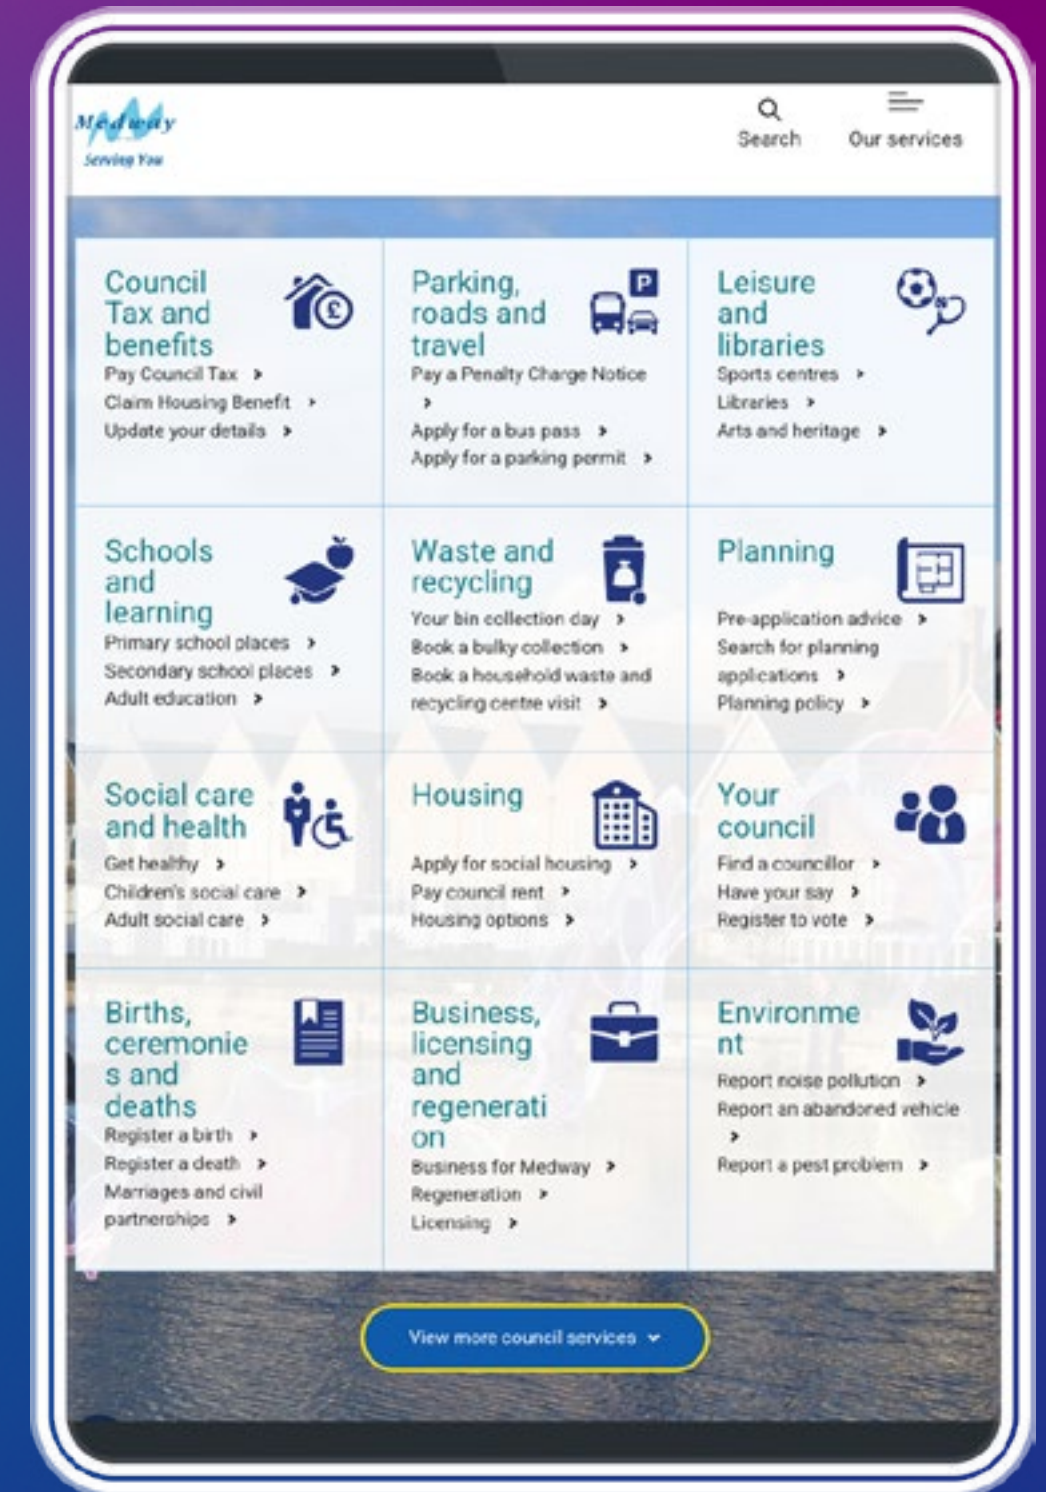 Medway
Serving You
Search
Our services
Council
Tax and
benefits
Pay Council Tax
Claim Housing Benefit
Update your details
Parking,
roads and
travel
Pay a Penalty Charge Notice
Apply for a bus pass
Apply for a parking permit
Leisure
and
libraries
Sports centres
Libraries
Arts and heritage
Schools
and
learning
Primary school places
Secondary school places
Adult education
Waste and
recycling
Your bin collection day
Book a bulky collection
Book a household waste and
recycling centre visit
Planning
Pre-application advice
Search for planning
applications
Planning policy
Social care
and health
Get healthy
Children's social care
Adult social care
Housing
Apply for social housing
Pay council rent
Housing options
Your
council
Find a councillor
Have your say
Register to vote
Births,
ceremonie
s and
deaths
Register a birth
Register a death
Marriages and civil
partnerships
Business,
licensing
and
regenerati
on
Business for Medway
Regeneration
Licensing
Environme
nt
Report noise pollution
Report an abandoned vehicle
Report a pest problem
View more council services